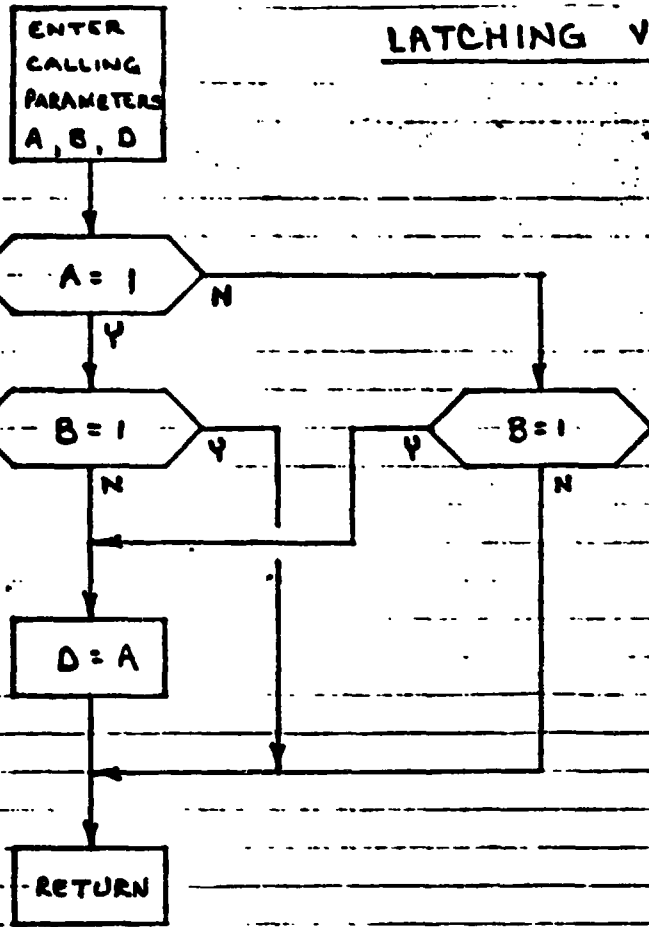 ENTER
CALLING
PARAMETERS
A, B, D
LATCHING V
A = 1
N
Y
B = 1
Y
N
Y
B = 1
N
D = A
RETURN